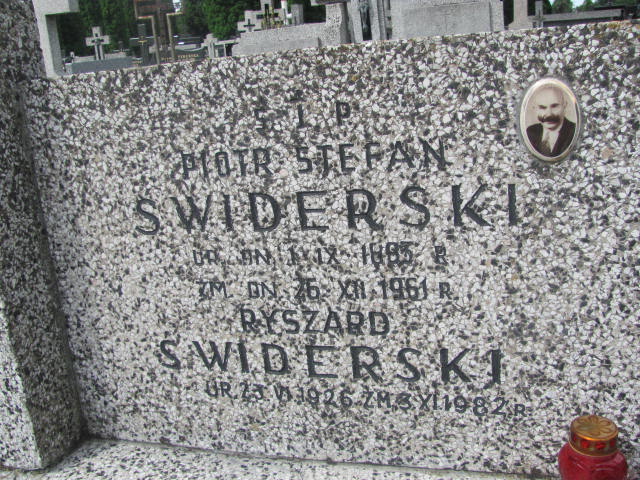 Ś. I P.
PIOTR STEFAN
ŚWIDERSKI
UR. DN. 1 IX 1885 R
ZM. DN. 26 XII 1961 R
RYSZARD
ŚWIDERSKI
UR 23 VI 1926 ZM 3 XI 1982 R